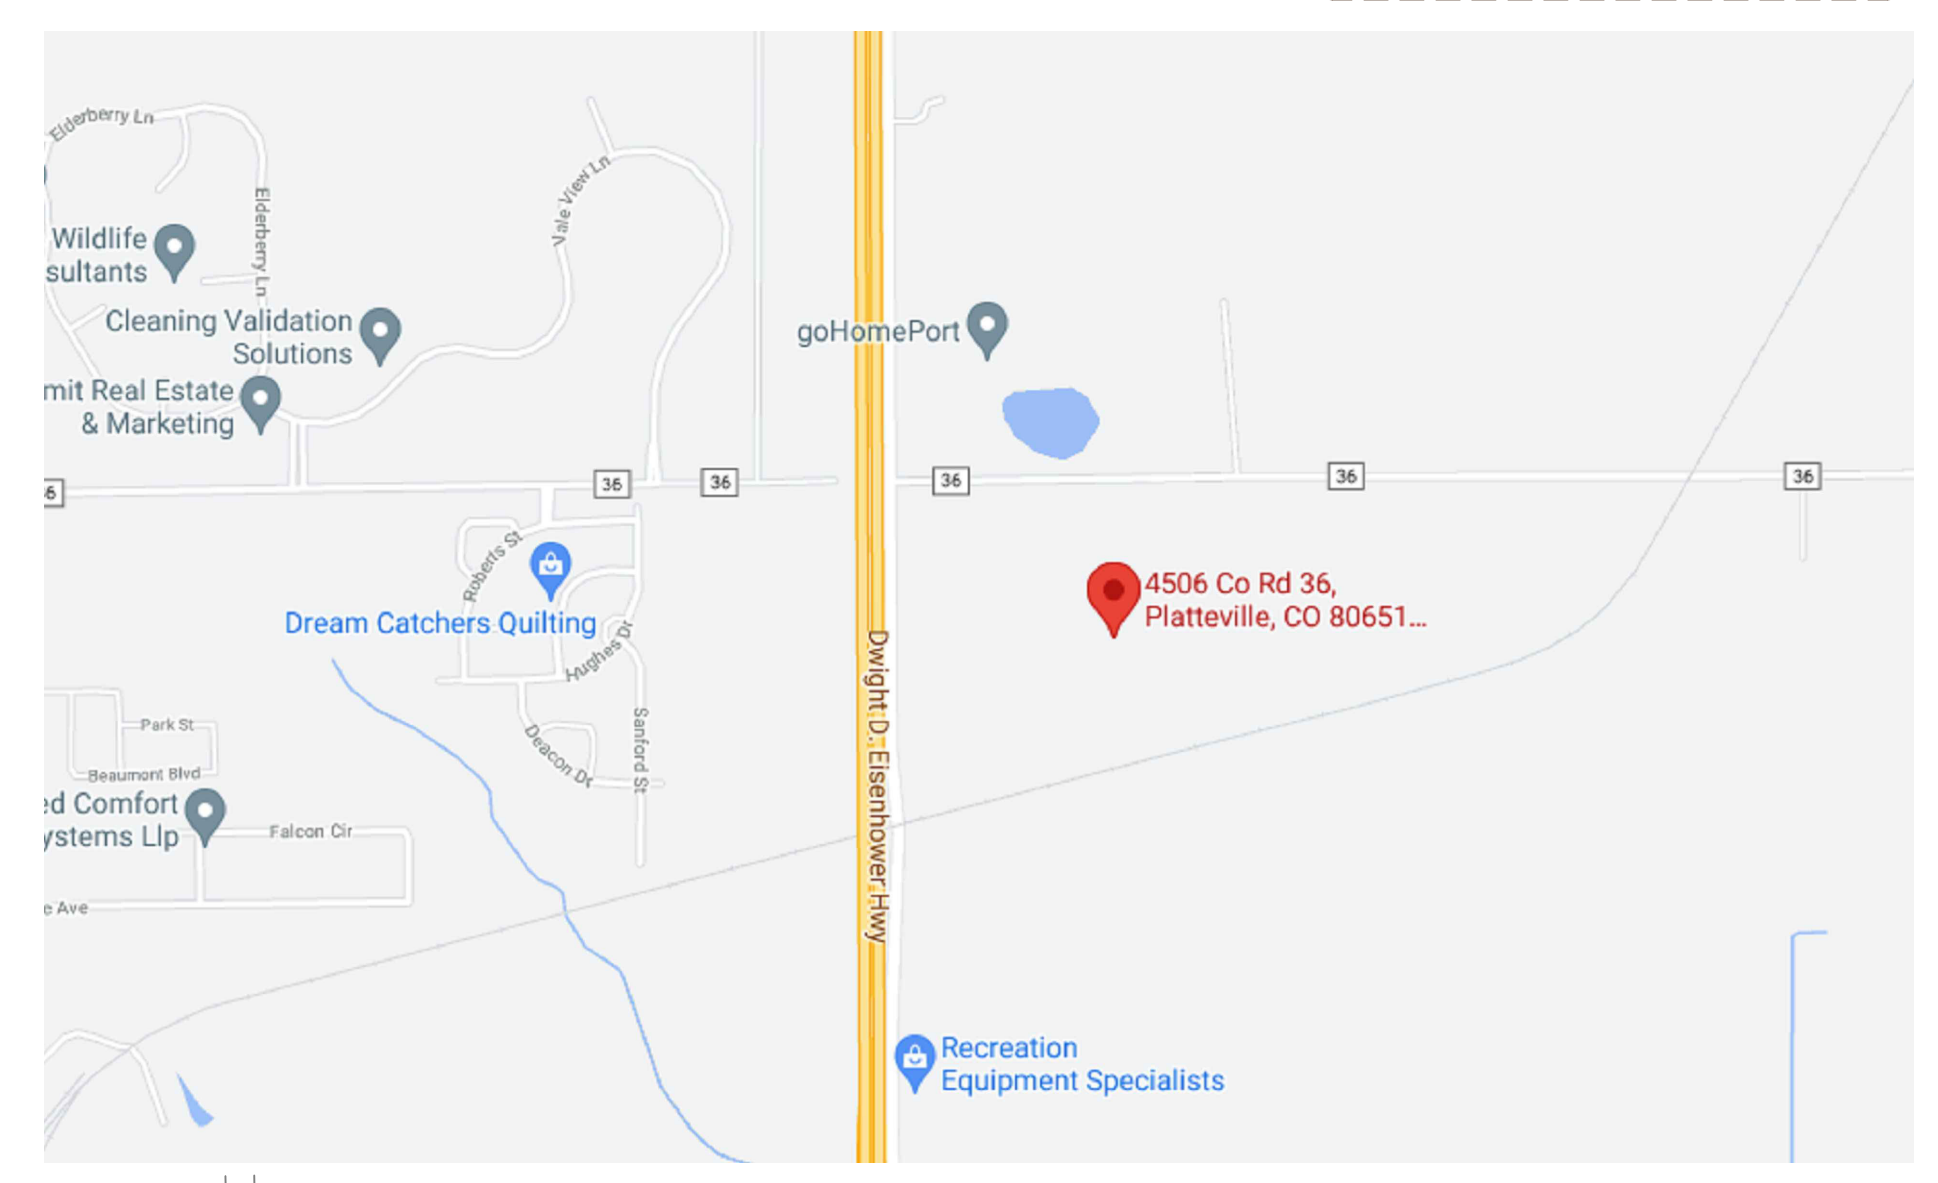 Elderberry Ln
Elderberry Ln
Vale View Ln
Wildlife
sultants
Cleaning Validation
Solutions
goHomePort
mit Real Estate
& Marketing
6
36
36
36
36
36
Roberts St
Dream Catchers Quilting
Hughes Dr
4506 Co Rd 36,
Platteville, CO 80651...
Dwight D. Eisenhower Hwy
Park St
Beaumont Blvd
Deacon Dr
Sanford St
ed Comfort
ystems Llp
Falcon Cir
e Ave
Recreation
Equipment Specialists